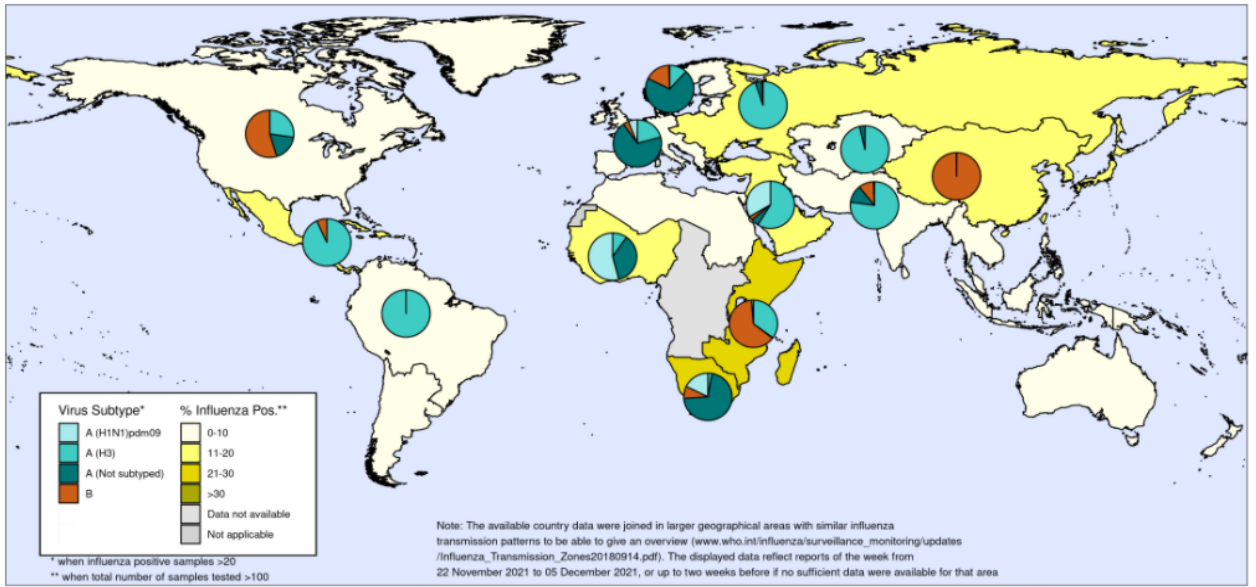 Virus Subtype*
A (H1N1)pdm09
A (H3)
A (Not subtyped)
B
% Influenza Pos.**
0-10
11-20
21-30
>30
Data not available
Not applicable
* when influenza positive samples >20
** when total number of samples tested >100
Note: The available country data were joined in larger geographical areas with similar influenza
transmission patterns to be able to give an overview (www.who.int/influenza/surveillance_monitoring/updates
/Influenza_Transmission_Zones20180914.pdf). The displayed data reflect reports of the week from
22 November 2021 to 05 December 2021, or up to two weeks before if no sufficient data were available for that area